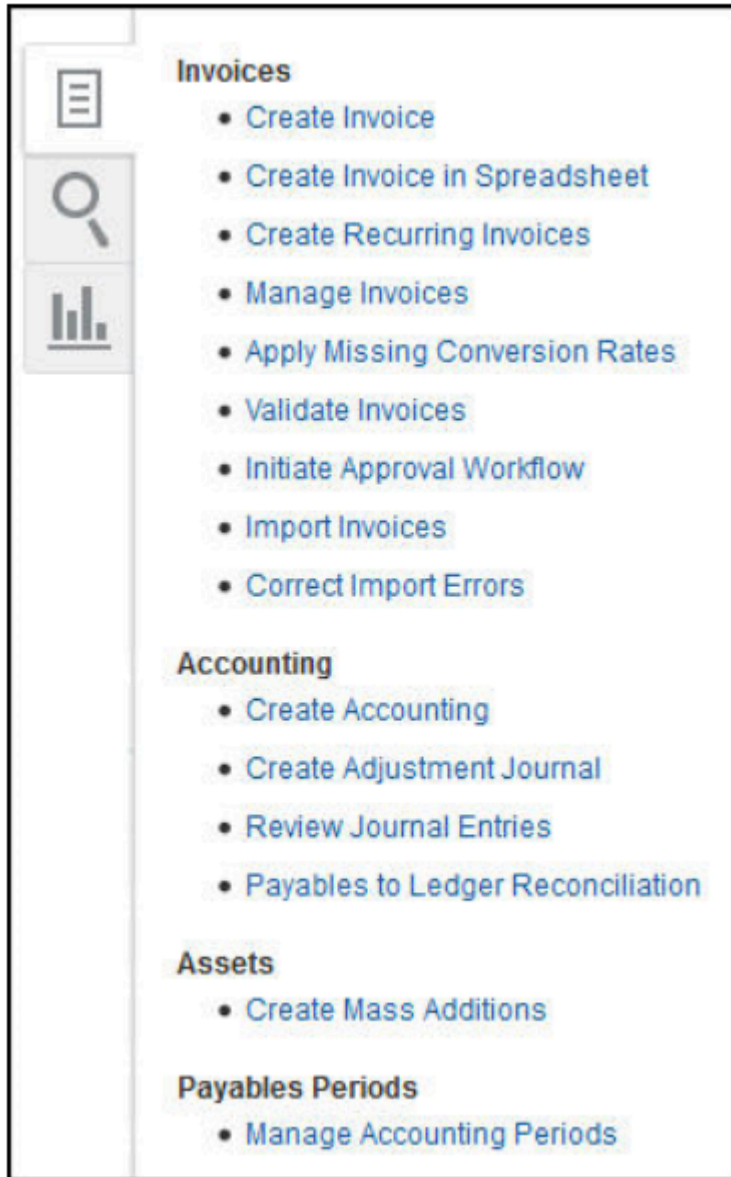 Invoices
• Create Invoice
• Create Invoice in Spreadsheet
• Create Recurring Invoices
• Manage Invoices
• Apply Missing Conversion Rates
• Validate Invoices
• Initiate Approval Workflow
• Import Invoices
• Correct Import Errors
Accounting
• Create Accounting
• Create Adjustment Journal
• Review Journal Entries
• Payables to Ledger Reconciliation
Assets
• Create Mass Additions
Payables Periods
• Manage Accounting Periods